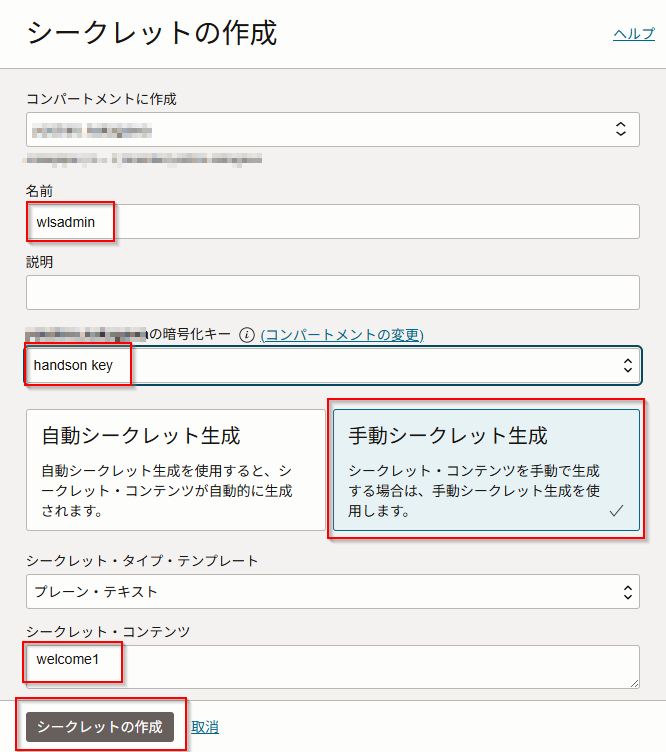 シークレットの作成
ヘルプ
コンパートメントに作成
名前
wlsadmin
説明
の暗号化キー (コンパートメントの変更)
handson key
自動シークレット生成
自動シークレット生成を使用すると、シ
ークレット・コンテンツが自動的に生成
されます。
手動シークレット生成
シークレット・コンテンツを手動で生成
する場合は、手動シークレット生成を使
用します。
シークレット・タイプ・テンプレート
プレーン・テキスト
シークレット・コンテンツ
welcome1
シークレットの作成
取消